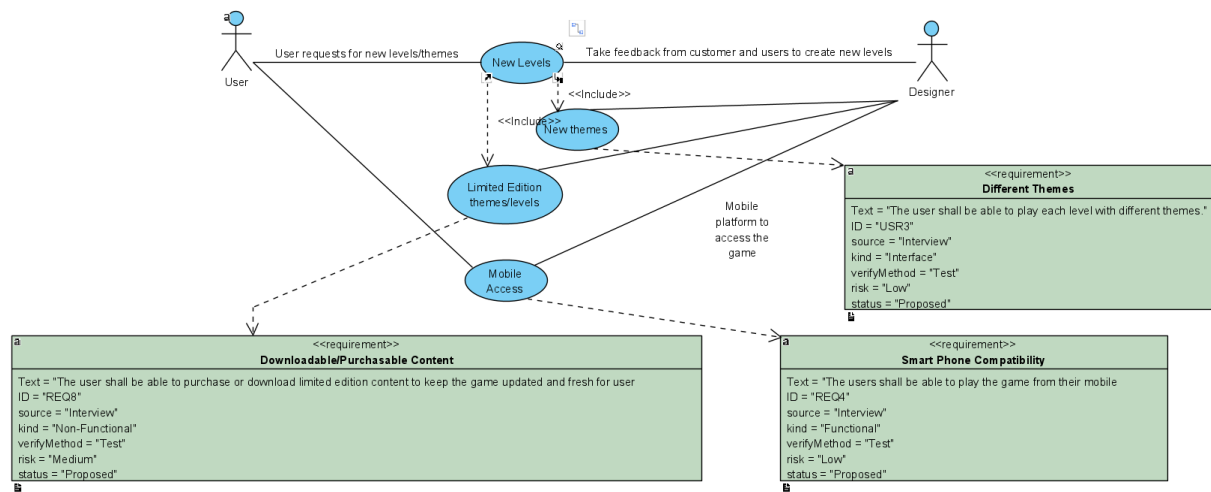 a
User
User requests for new levels/themes
New Levels
Take feedback from customer and users to create new levels
Designer
<<Include>>
<<Include>>
New themes
Limited Edition
themes/levels
Mobile
platform to
access the
game
Mobile
Access
a
<<requirement>>
Different Themes
Text = "The user shall be able to play each level with different themes."
ID = "USR3"
source = "Interview"
kind = "Interface"
verifyMethod = "Test"
risk = "Low"
status = "Proposed"
a
<<requirement>>
Downloadable/Purchasable Content
Text = "The user shall be able to purchase or download limited edition content to keep the game updated and fresh for user
ID = "REQ8"
source = "Interview"
kind = "Non-Functional"
verifyMethod = "Test"
risk = "Medium"
status = "Proposed"
a
<<requirement>>
Smart Phone Compatibility
Text = "The users shall be able to play the game from their mobile
ID = "REQ4"
source = "Interview"
kind = "Functional"
verifyMethod = "Test"
risk = "Low"
status = "Proposed"